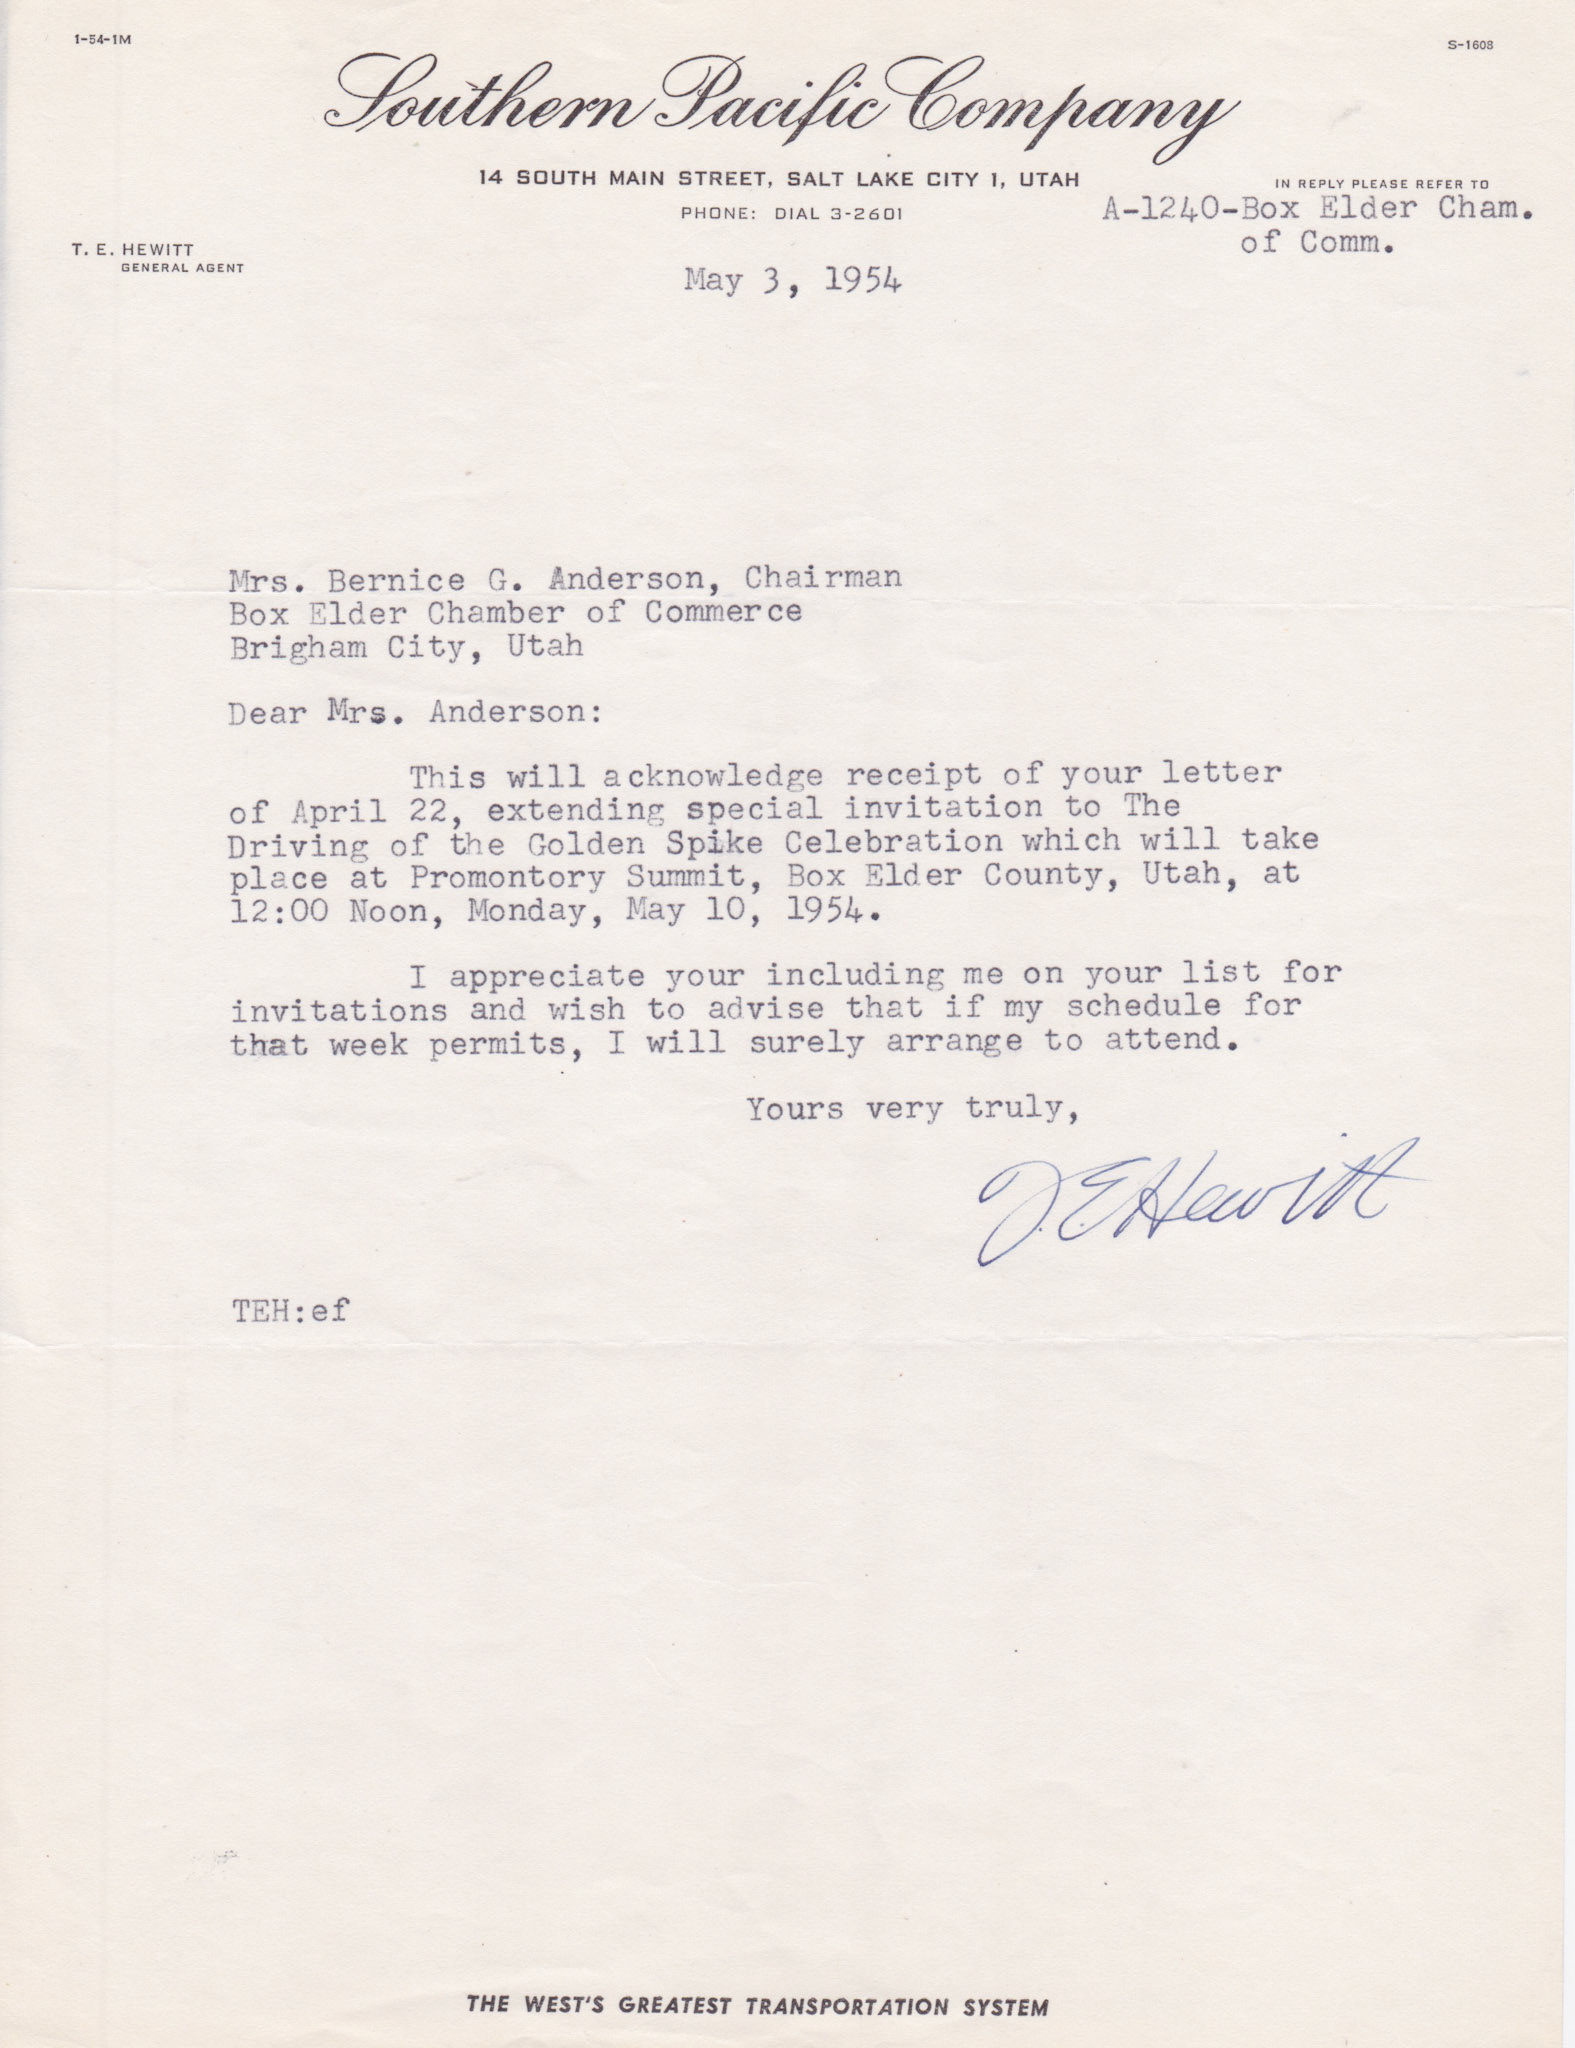 1-54-1M
S-1608
Southern Pacific Company
14 SOUTH MAIN STREET, SALT LAKE CITY 1, UTAH
PHONE: DIAL 3-2601
IN REPLY PLEASE REFER TO
A-1240-Box Elder Cham.
of Comm.
T. E. HEWITT
GENERAL AGENT
May 3, 1954
Mrs. Bernice G. Anderson, Chairman
Box Elder Chamber of Commerce
Brigham City, Utah
Dear Mrs. Anderson:
This will acknowledge receipt of your letter
of April 22, extending special invitation to The
Driving of the Golden Spike Celebration which will take
place at Promontory Summit, Box Elder County, Utah, at
12:00 Noon, Monday, May 10, 1954.
I appreciate your including me on your list for
invitations and wish to advise that if my schedule for
that week permits, I will surely arrange to attend.
Yours very truly,
T. E. Hewitt
TEH:ef
THE WEST'S GREATEST TRANSPORTATION SYSTEM